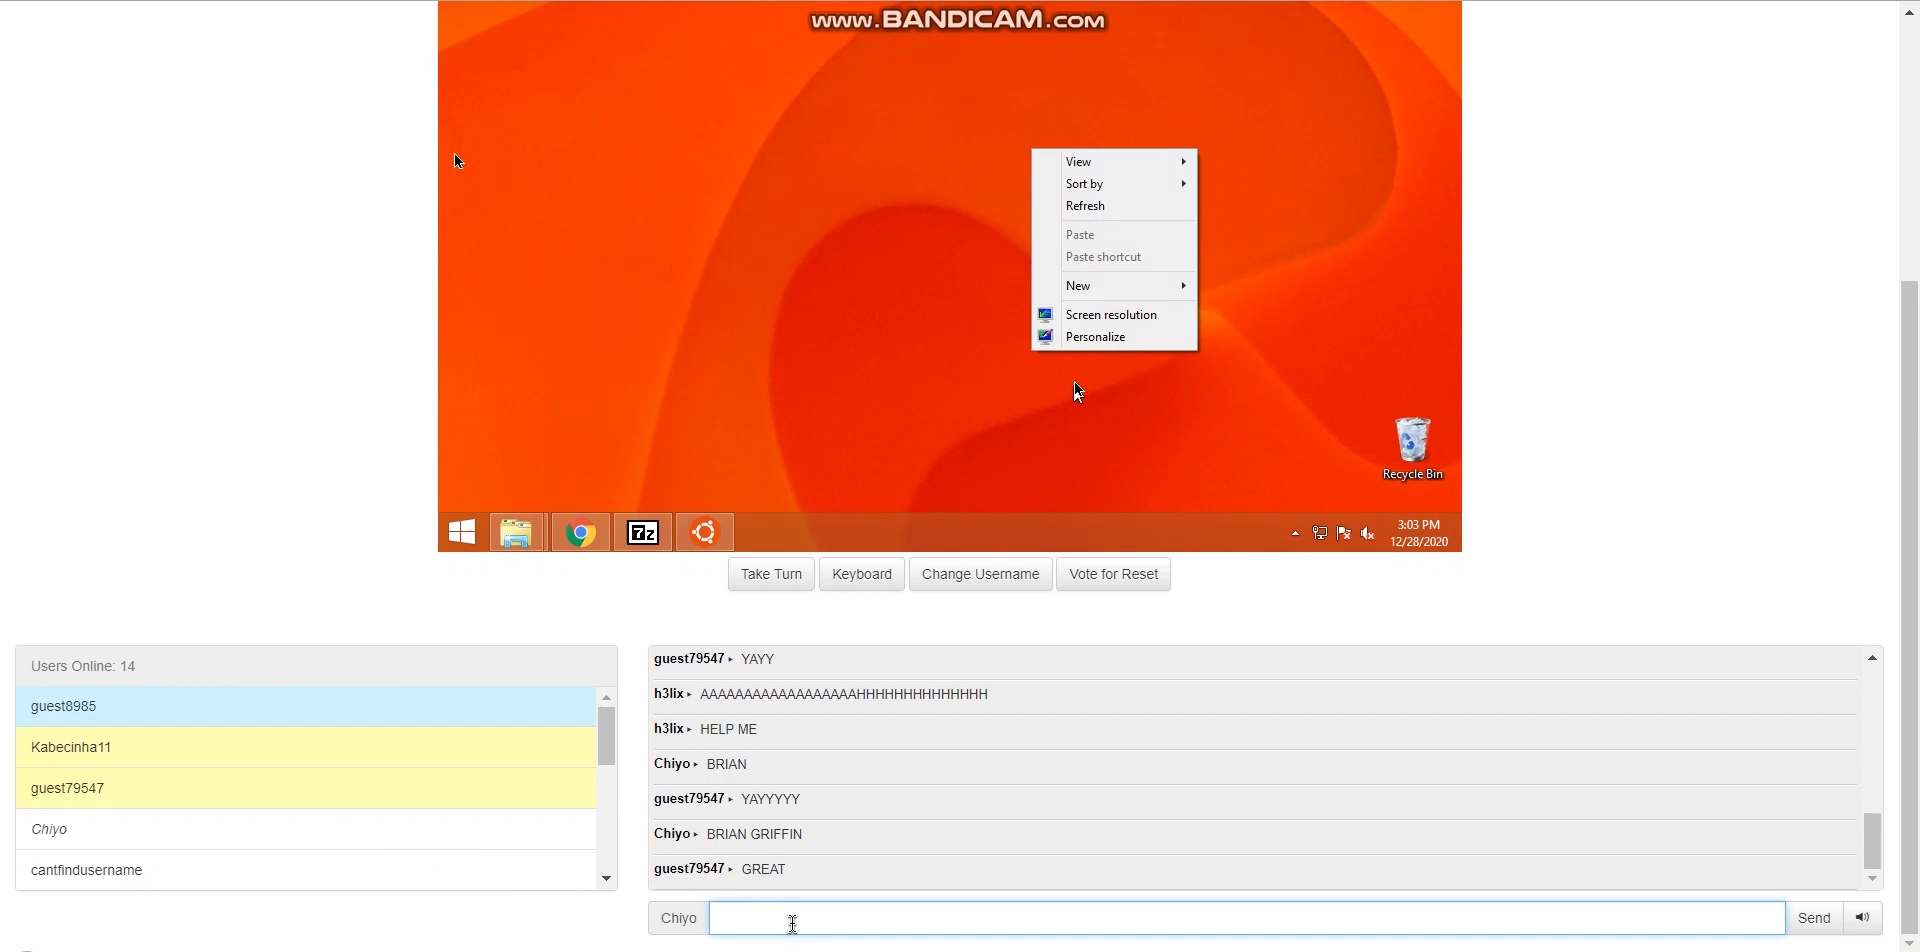 www.BANDICAM.com
View
Sort by
Refresh
Paste
Paste shortcut
New
Screen resolution
Personalize
Recycle Bin
7z
3:03 PM
12/28/2020
Take Turn
Keyboard
Change Username
Vote for Reset
Users Online: 14
guest8985
Kabecinha11
guest79547
Chiyo
cantfindusername
guest79547 ▸ YAYY
h3lix ▸ AAAAAAAAAAAAAAAAAAHHHHHHHHHHHHHH
h3lix ▸ HELP ME
Chiyo ▸ BRIAN
guest79547 ▸ YAYYYYY
Chiyo ▸ BRIAN GRIFFIN
guest79547 ▸ GREAT
Chiyo
Send